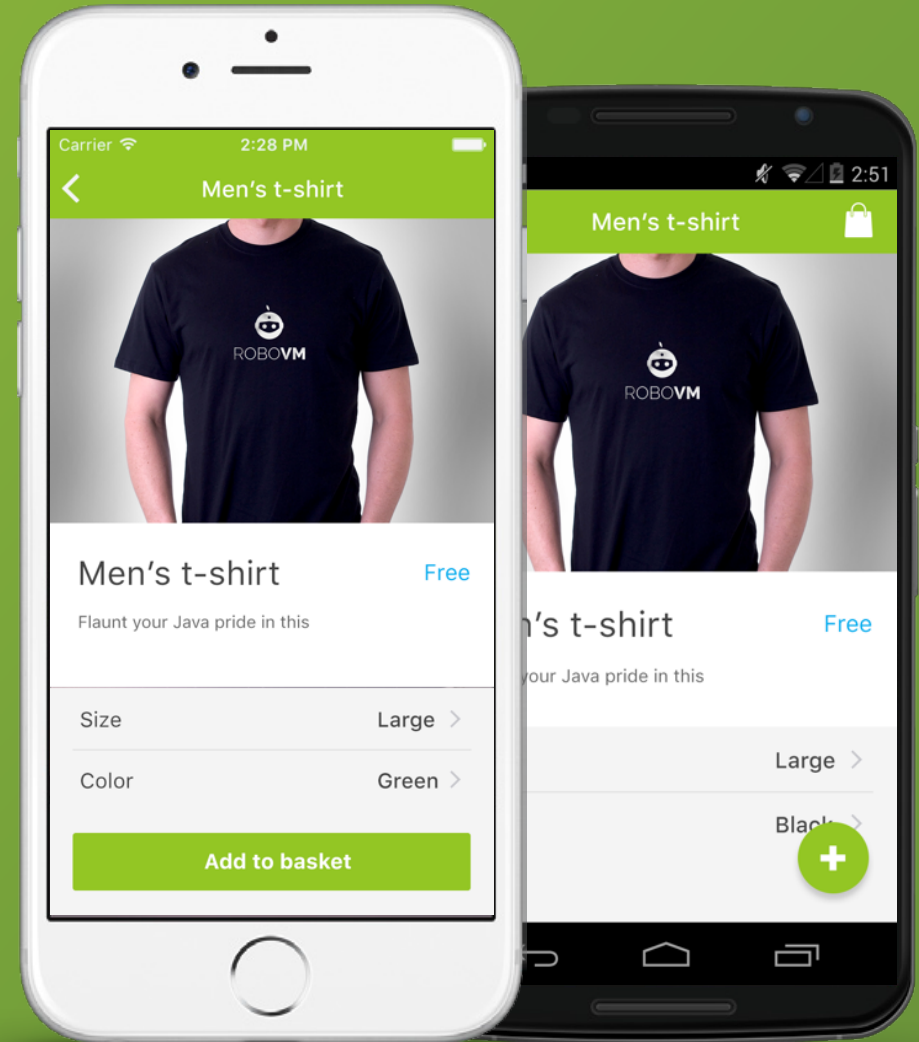 Carrier 2:28 PM
Men's t-shirt
ROBOVM
Men's t-shirt Free
Flaunt your Java pride in this
Size Large
Color Green
Add to basket
2:51
Men's t-shirt
ROBOVM
n's t-shirt Free
your Java pride in this
Large
Black